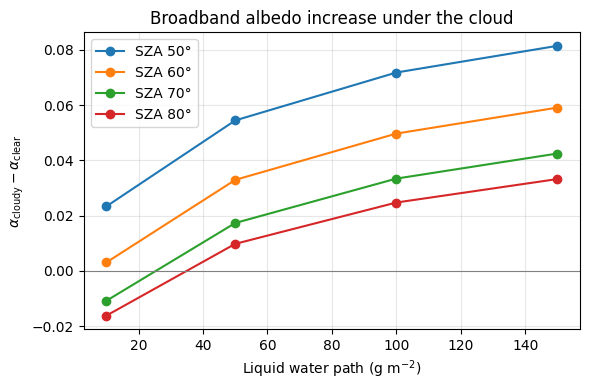 Broadband albedo increase under the cloud
SZA 50°
SZA 60°
SZA 70°
SZA 80°
0.08
0.06
0.04
0.02
0.00
−0.02
α_cloudy − α_clear
20
40
60
80
100
120
140
Liquid water path (g m⁻²)